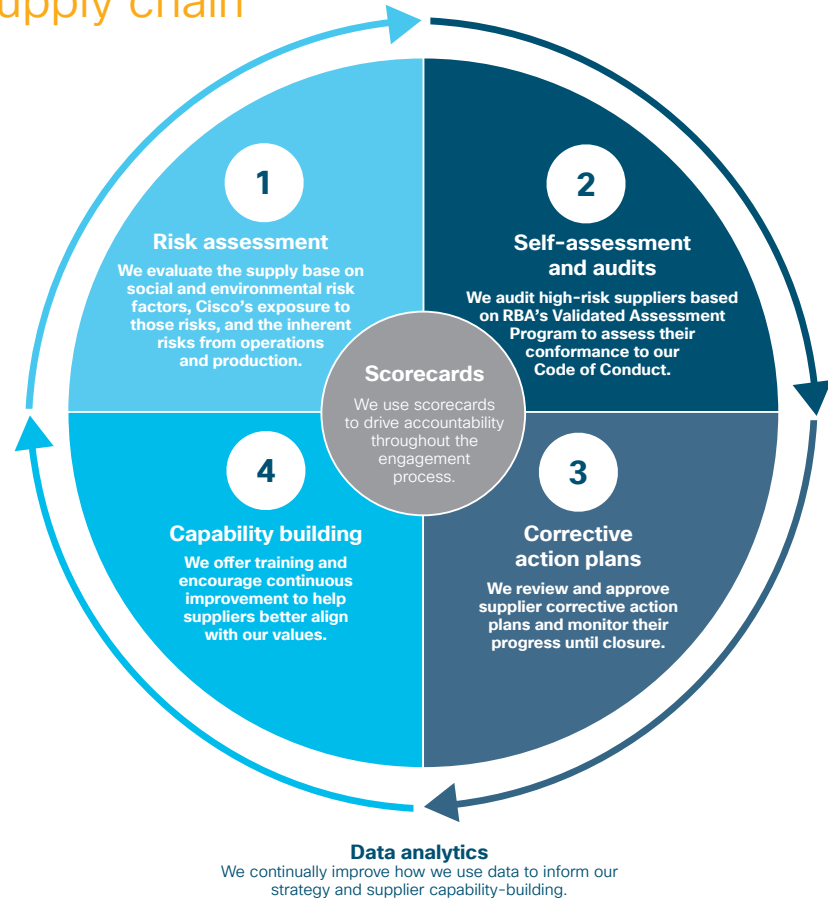 upply chain
1
Risk assessment
We evaluate the supply base on
social and environmental risk
factors, Cisco's exposure to
those risks, and the inherent
risks from operations
and production.
2
Self-assessment
and audits
We audit high-risk suppliers based
on RBA's Validated Assessment
Program to assess their
conformance to our
Code of Conduct.
Scorecards
We use scorecards
to drive accountability
throughout the
engagement
process.
3
Corrective
action plans
We review and approve
supplier corrective action
plans and monitor their
progress until closure.
4
Capability building
We offer training and
encourage continuous
improvement to help
suppliers better align
with our values.
Data analytics
We continually improve how we use data to inform our
strategy and supplier capability-building.